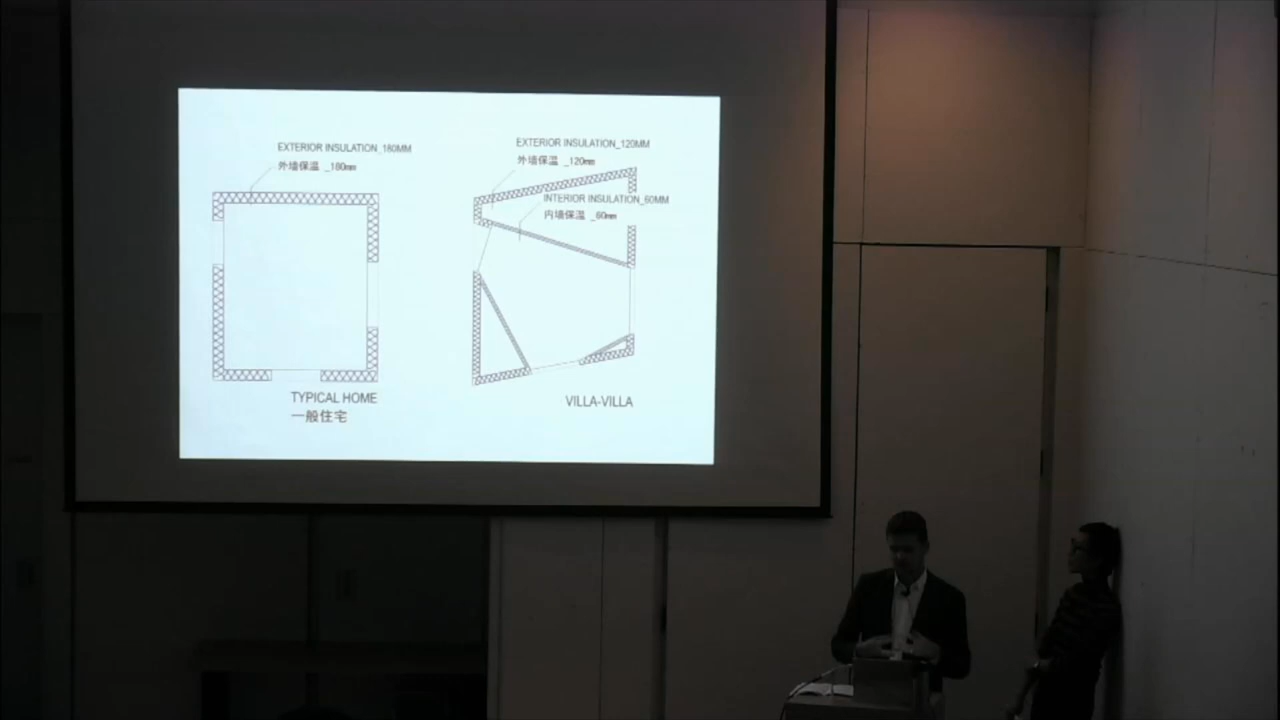 EXTERIOR INSULATION_180MM
外墙保温 _180mm
TYPICAL HOME
一般住宅
EXTERIOR INSULATION_120MM
外墙保温 _120mm
INTERIOR INSULATION_60MM
内墙保温 _60mm
VILLA-VILLA